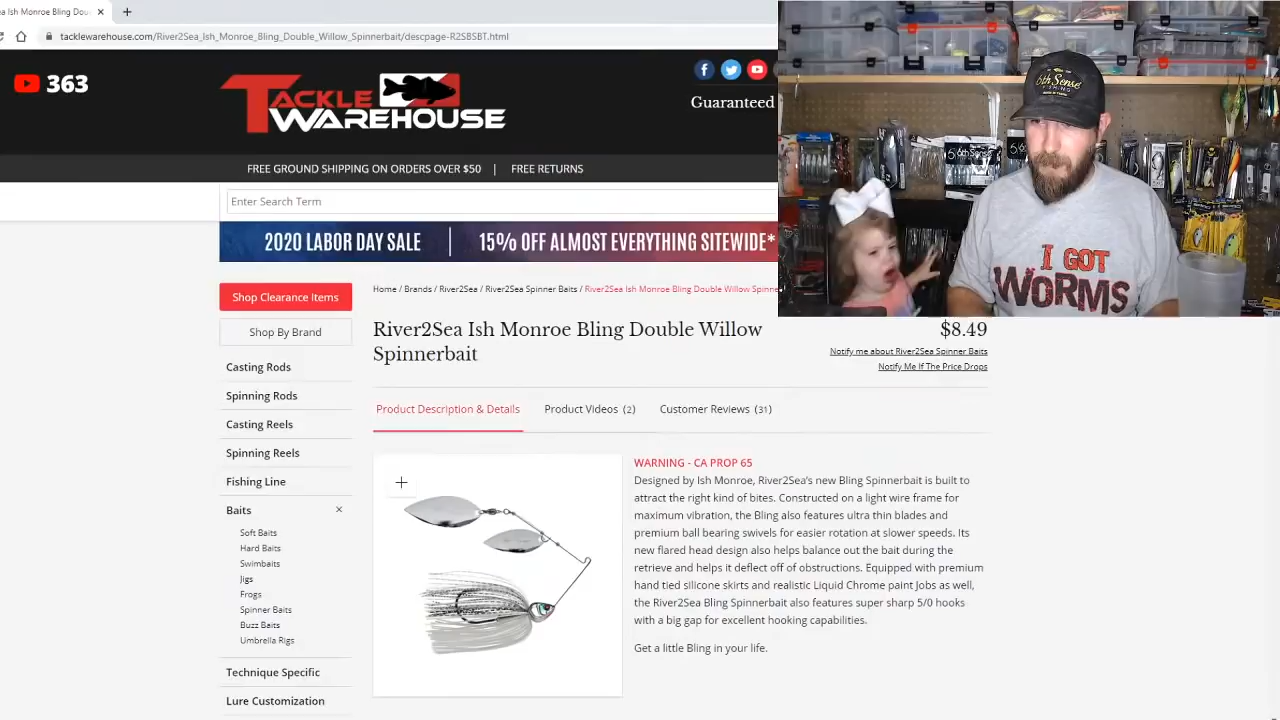 ea Ish Monroe Bling Dou
tacklewarehouse.com/River2Sea_Ish_Monroe_Bling_Double_Willow_Spinnerbait/descpage-R2SBSBT.html
363
TACKLE
WAREHOUSE
Guaranteed
FREE GROUND SHIPPING ON ORDERS OVER $50 | FREE RETURNS
Enter Search Term
2020 LABOR DAY SALE | 15% OFF ALMOST EVERYTHING SITEWIDE*
6th Sense
FISHING
6th Sense
I GOT
WORMS
Shop Clearance Items
Shop By Brand
Casting Rods
Spinning Rods
Casting Reels
Spinning Reels
Fishing Line
Baits
Soft Baits
Hard Baits
Swimbaits
Jigs
Frogs
Spinner Baits
Buzz Baits
Umbrella Rigs
Technique Specific
Lure Customization
Home / Brands / River2Sea / River2Sea Spinner Baits / River2Sea Ish Monroe Bling Double Willow Spinne
River2Sea Ish Monroe Bling Double Willow
Spinnerbait
$8.49
Notify me about River2Sea Spinner Baits
Notify Me If The Price Drops
Product Description & Details
Product Videos (2)
Customer Reviews (31)
WARNING - CA PROP 65
Designed by Ish Monroe, River2Sea's new Bling Spinnerbait is built to
attract the right kind of bites. Constructed on a light wire frame for
maximum vibration, the Bling also features ultra thin blades and
premium ball bearing swivels for easier rotation at slower speeds. Its
new flared head design also helps balance out the bait during the
retrieve and helps it deflect off of obstructions. Equipped with premium
hand tied silicone skirts and realistic Liquid Chrome paint Jobs as well,
the River2Sea Bling Spinnerbait also features super sharp 5/0 hooks
with a big gap for excellent hooking capabilities.
Get a little Bling in your life.